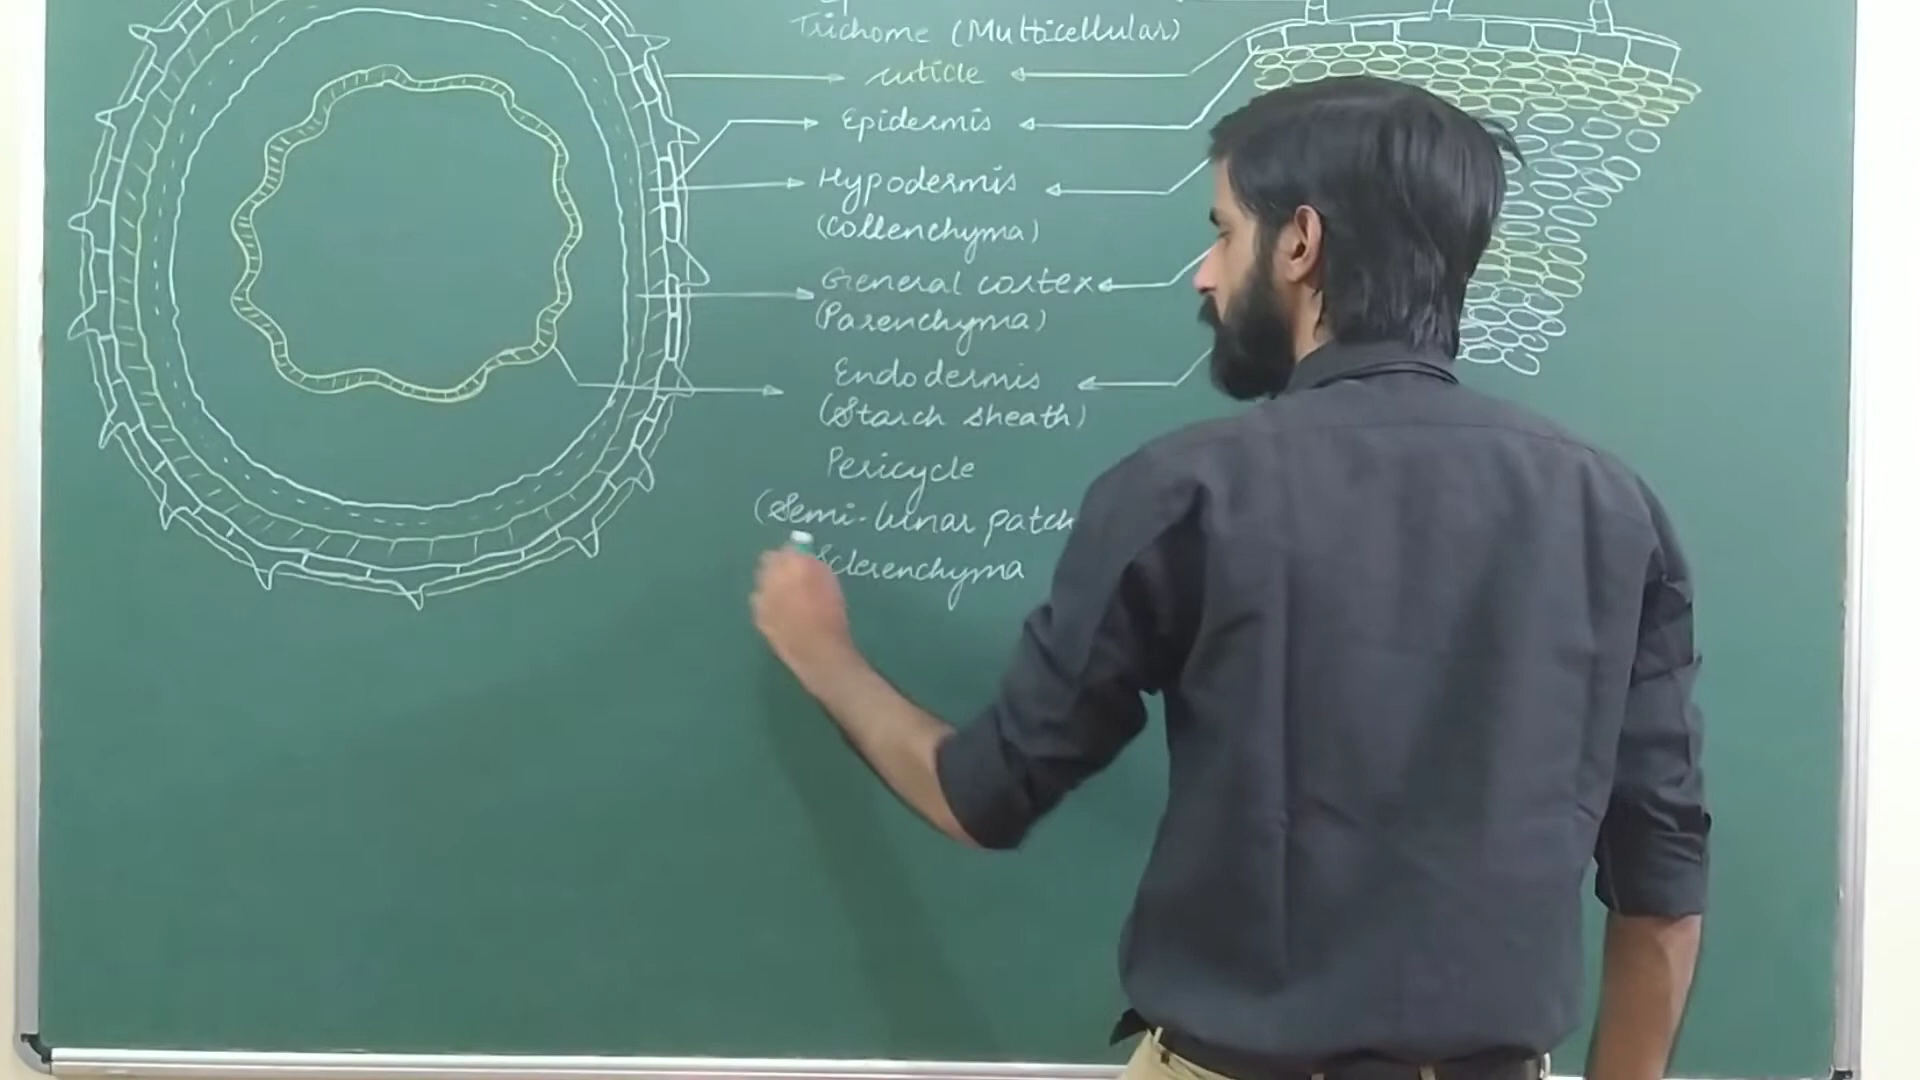 Trichome (Multicellular)
cuticle
Epidermis
Hypodermis
(collenchyma)
General cortex
(Parenchyma)
Endodermis
(Starch sheath)
Pericycle
(Semi-lunar patch
Sclerenchyma